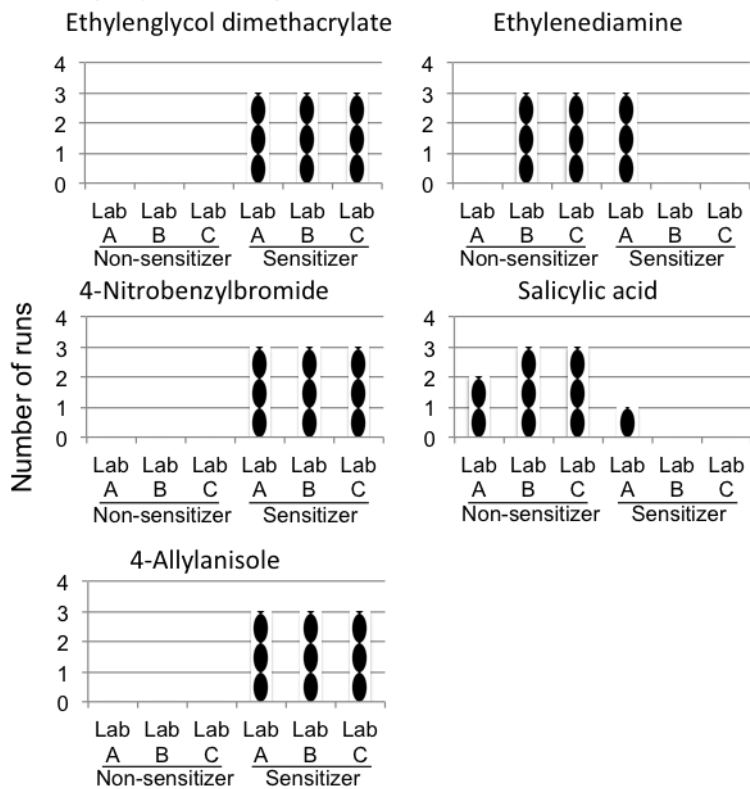 Ethylenglycol dimethacrylate
4
3
2
1
0
Lab Lab Lab Lab Lab Lab
A B C A B C
Non-sensitizer Sensitizer
Ethylenediamine
4
3
2
1
0
Lab Lab Lab Lab Lab Lab
A B C A B C
Non-sensitizer Sensitizer
Number of runs
4-Nitrobenzylbromide
4
3
2
1
0
Lab Lab Lab Lab Lab Lab
A B C A B C
Non-sensitizer Sensitizer
Salicylic acid
4
3
2
1
0
Lab Lab Lab Lab Lab Lab
A B C A B C
Non-sensitizer Sensitizer
4-Allylanisole
4
3
2
1
0
Lab Lab Lab Lab Lab Lab
A B C A B C
Non-sensitizer Sensitizer